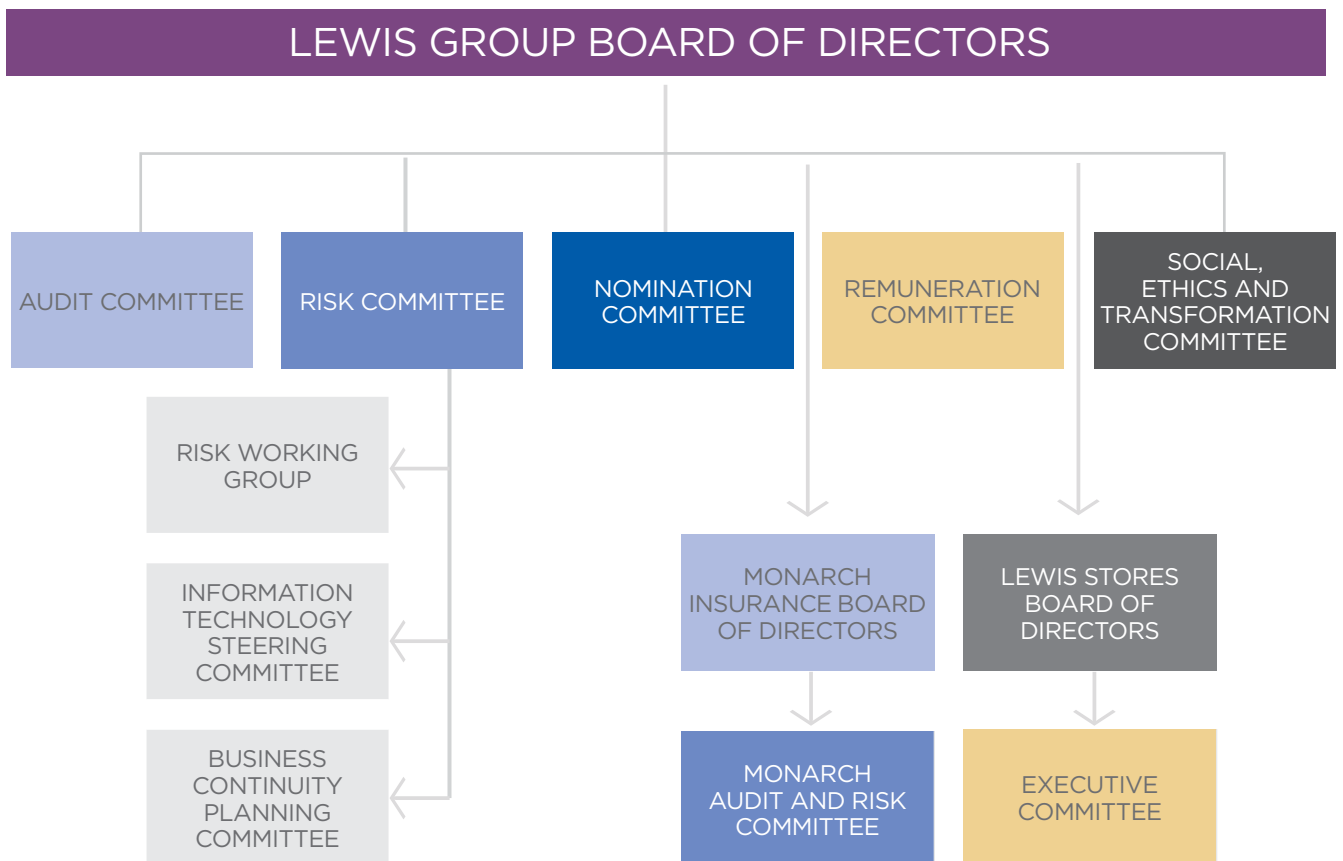 LEWIS GROUP BOARD OF DIRECTORS
AUDIT COMMITTEE
RISK COMMITTEE
NOMINATION
COMMITTEE
REMUNERATION
COMMITTEE
SOCIAL,
ETHICS AND
TRANSFORMATION
COMMITTEE
RISK WORKING
GROUP
INFORMATION
TECHNOLOGY
STEERING
COMMITTEE
BUSINESS
CONTINUITY
PLANNING
COMMITTEE
MONARCH
INSURANCE BOARD
OF DIRECTORS
LEWIS STORES
BOARD OF
DIRECTORS
MONARCH
AUDIT AND RISK
COMMITTEE
EXECUTIVE
COMMITTEE